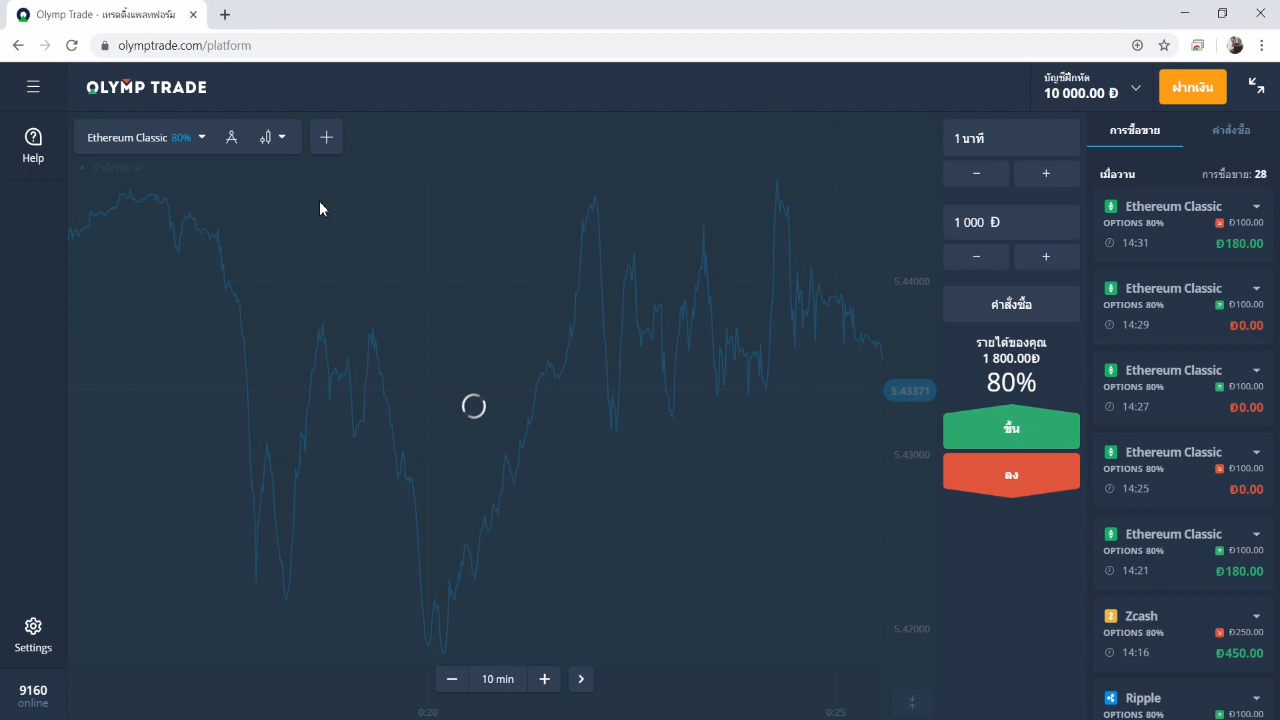 Olymp Trade - เทรดดิ้งแพลทฟอร์ม
olymptrade.com/platform
OLYMP TRADE
บัญชีฝึกหัด
10 000.00 Đ
ฝากเงิน
Help
Ethereum Classic 80%
1 นาที
การซื้อขาย
คำสั่งซื้อ
เมื่อวาน
การซื้อขาย: 28
1 000 Đ
คำสั่งซื้อ
รายได้ของคุณ
1 800.00Đ
80%
ขึ้น
ลง
5.44000
5.43371
5.43000
5.42000
Ethereum Classic
OPTIONS 80%
Đ100.00
14:31
Đ180.00
Ethereum Classic
OPTIONS 80%
Đ100.00
14:29
Đ0.00
Ethereum Classic
OPTIONS 80%
Đ100.00
14:27
Đ0.00
Ethereum Classic
OPTIONS 80%
Đ100.00
14:25
Đ0.00
Ethereum Classic
OPTIONS 80%
Đ100.00
14:21
Đ180.00
Zcash
OPTIONS 80%
Đ250.00
14:16
Đ450.00
Ripple
OPTIONS 80%
Đ100.00
Settings
9160
online
10 min
0:20
0:25